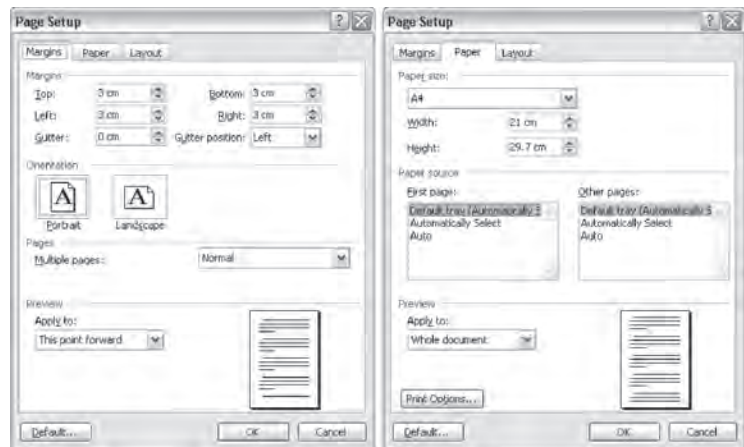 Page Setup
Margins Paper Layout
Margins
Top: 3 cm Bottom: 3 cm
Left: 3 cm Right: 3 cm
Gutter: 0 cm Gutter position: Left
Orientation
A A
Portrait Landscape
Pages
Multiple pages: Normal
Preview
Apply to:
This point forward
Default... OK Cancel
Page Setup
Margins Paper Layout
Paper size:
A4
Width: 21 cm
Height: 29.7 cm
Paper source
First page: Other pages:
Default tray (Automatically S Default tray (Automatically S
Automatically Select Automatically Select
Auto Auto
Preview
Apply to:
Whole document
Print Options...
Default... OK Cancel